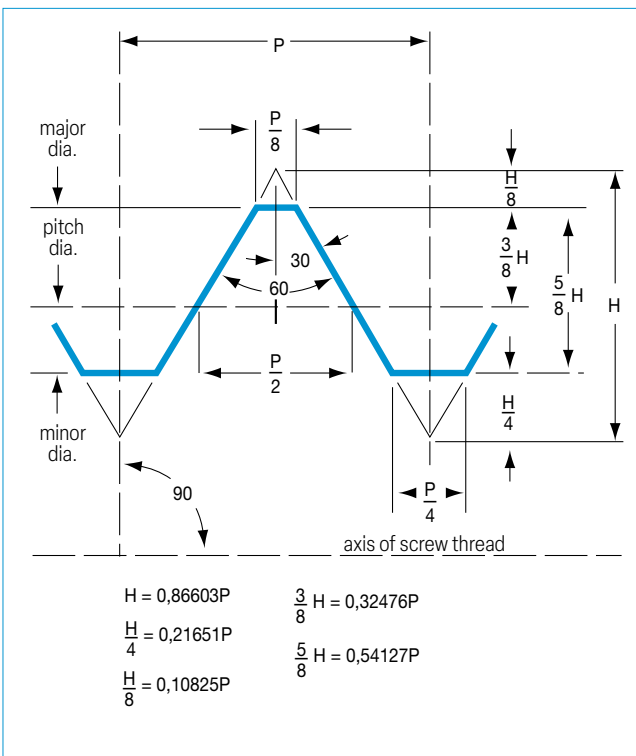 P
major
dia.
P
8
H
8
pitch
dia.
30
3
8
H
5
8
H
H
60
P
2
H
4
minor
dia.
90
P
4
axis of screw thread
H = 0,86603P
3
8
H = 0,32476P
H
4
= 0,21651P
5
8
H = 0,54127P
H
8
= 0,10825P